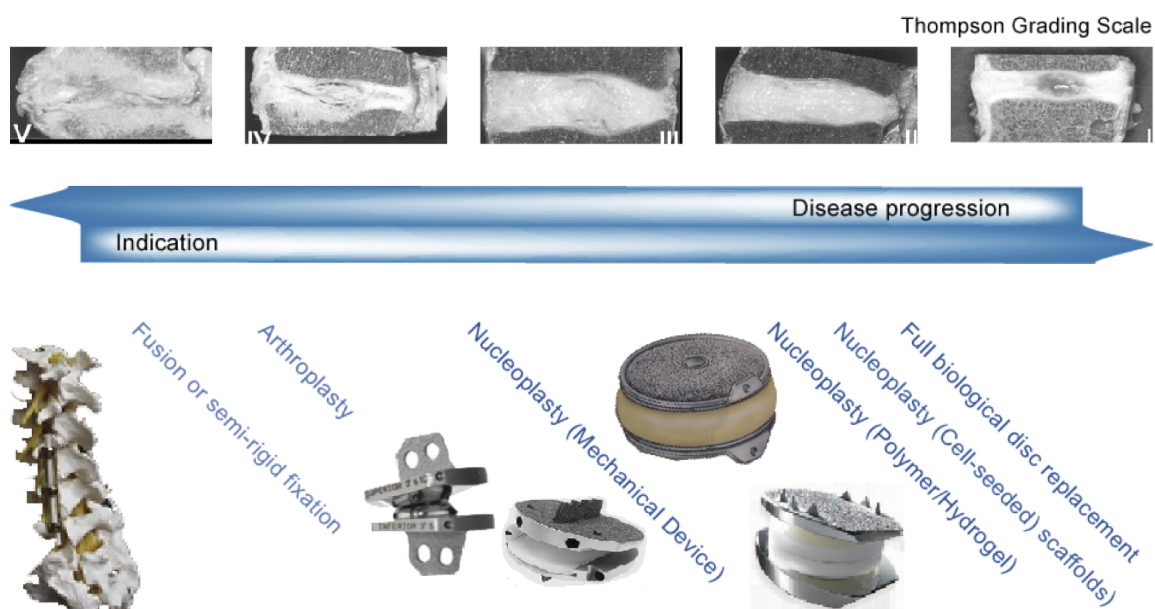 Thompson Grading Scale
V
IV
III
II
I
Disease progression
Indication
Fusion or semi-rigid fixation
Arthroplasty
Nucleoplasty (Mechanical Device)
Nucleoplasty (Polymer/Hydrogel)
Nucleoplasty (Cell-seeded) scaffolds)
Full biological disc replacement
INFERIOR 3° S